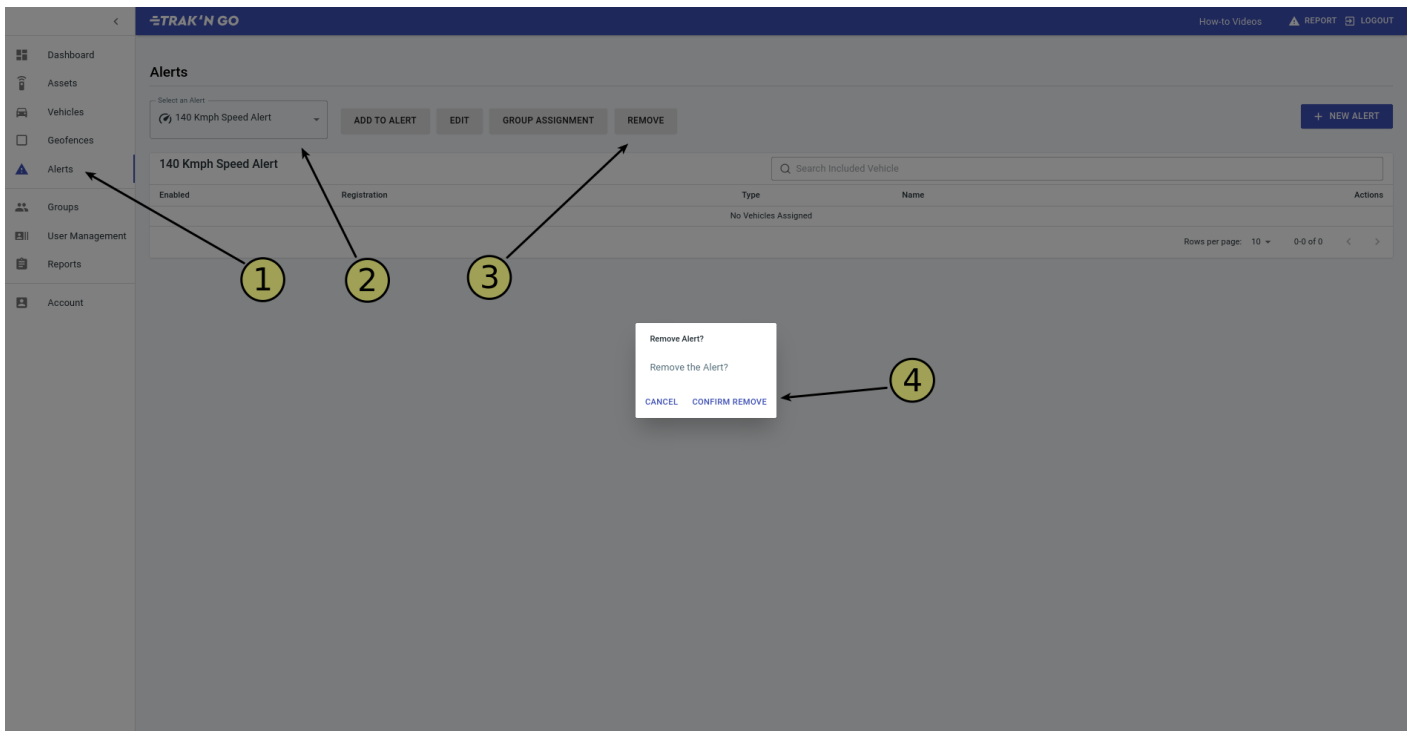 TRAK'N GO
How-to Videos
REPORT
LOGOUT
Dashboard
Assets
Vehicles
Geofences
Alerts
Groups
User Management
Reports
Account
Alerts
Select an Alert
140 Kmph Speed Alert
ADD TO ALERT
EDIT
GROUP ASSIGNMENT
REMOVE
+ NEW ALERT
140 Kmph Speed Alert
Search Included Vehicle
Enabled Registration Type Name Actions
No Vehicles Assigned
Rows per page: 10 0-0 of 0
1
2
3
Remove Alert?
Remove the Alert?
CANCEL CONFIRM REMOVE
4